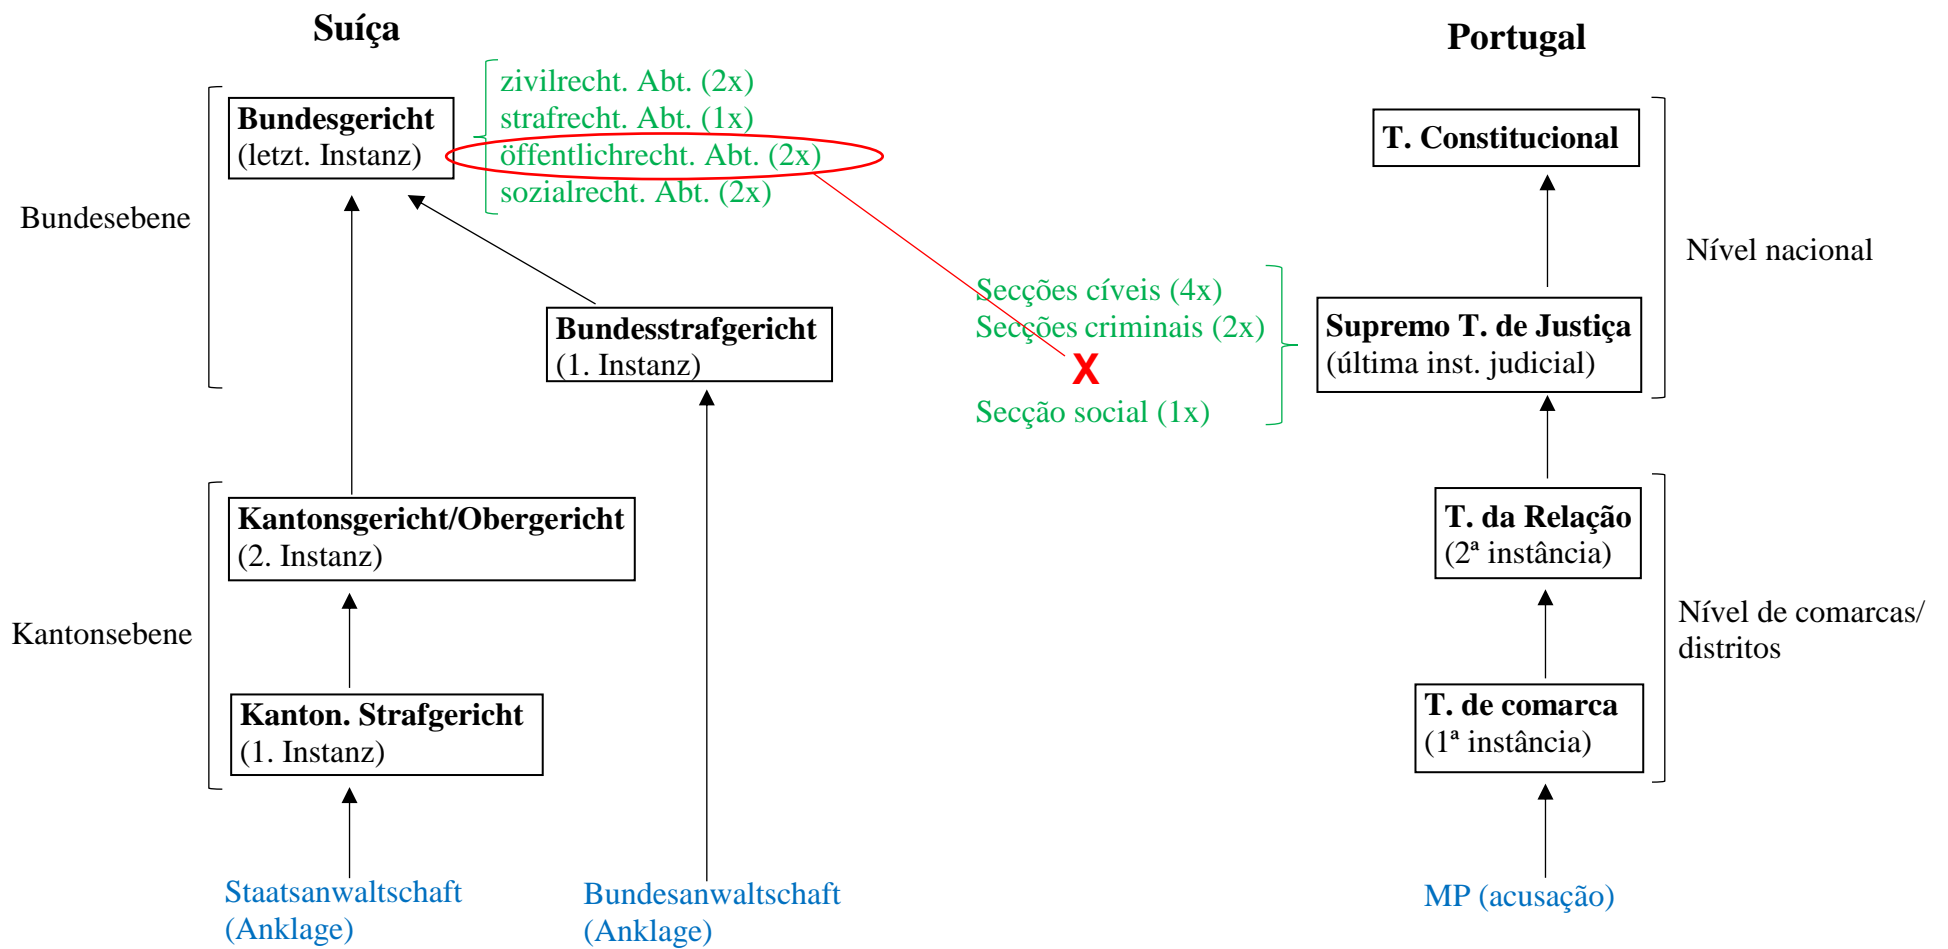 Suíça
Portugal
zivilrecht. Abt. (2x)
strafrecht. Abt. (1x)
öffentlichrecht. Abt. (2x)
sozialrecht. Abt. (2x)
Bundesgericht
(letzt. Instanz)
T. Constitucional
Bundesebene
Nível nacional
Secções cíveis (4x)
Secções criminais (2x)
X
Secção social (1x)
Bundesstrafgericht
(1. Instanz)
Supremo T. de Justiça
(última inst. judicial)
Kantonsgericht/Obergericht
(2. Instanz)
T. da Relação
(2ª instância)
Kantonsebene
Nível de comarcas/
distritos
Kanton. Strafgericht
(1. Instanz)
T. de comarca
(1ª instância)
Staatsanwaltschaft
(Anklage)
Bundesanwaltschaft
(Anklage)
MP (acusação)